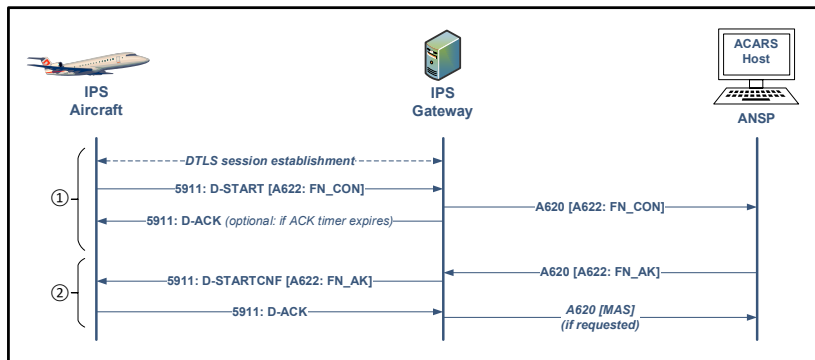 IPS
Aircraft
IPS
Gateway
ACARS
Host
ANSP
①
DTLS session establishment
5911: D-START [A622: FN_CON]
A620 [A622: FN_CON]
5911: D-ACK (optional: if ACK timer expires)
②
A620 [A622: FN_AK]
5911: D-STARTCNF [A622: FN_AK]
5911: D-ACK
A620 [MAS]
(if requested)